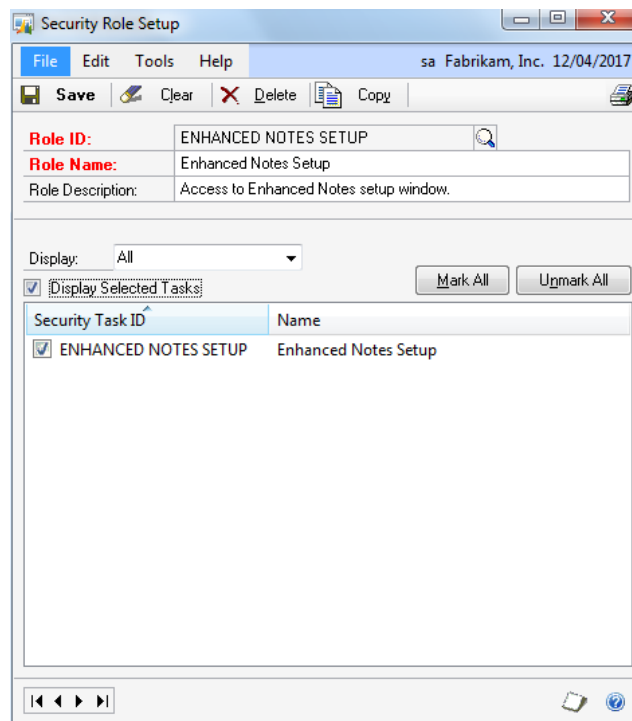 Security Role Setup
File Edit Tools Help sa Fabrikam, Inc. 12/04/2017
Save Clear Delete Copy
Role ID: ENHANCED NOTES SETUP
Role Name: Enhanced Notes Setup
Role Description: Access to Enhanced Notes setup window.
Display: All
Display Selected Tasks Mark All Unmark All
Security Task ID Name
ENHANCED NOTES SETUP Enhanced Notes Setup